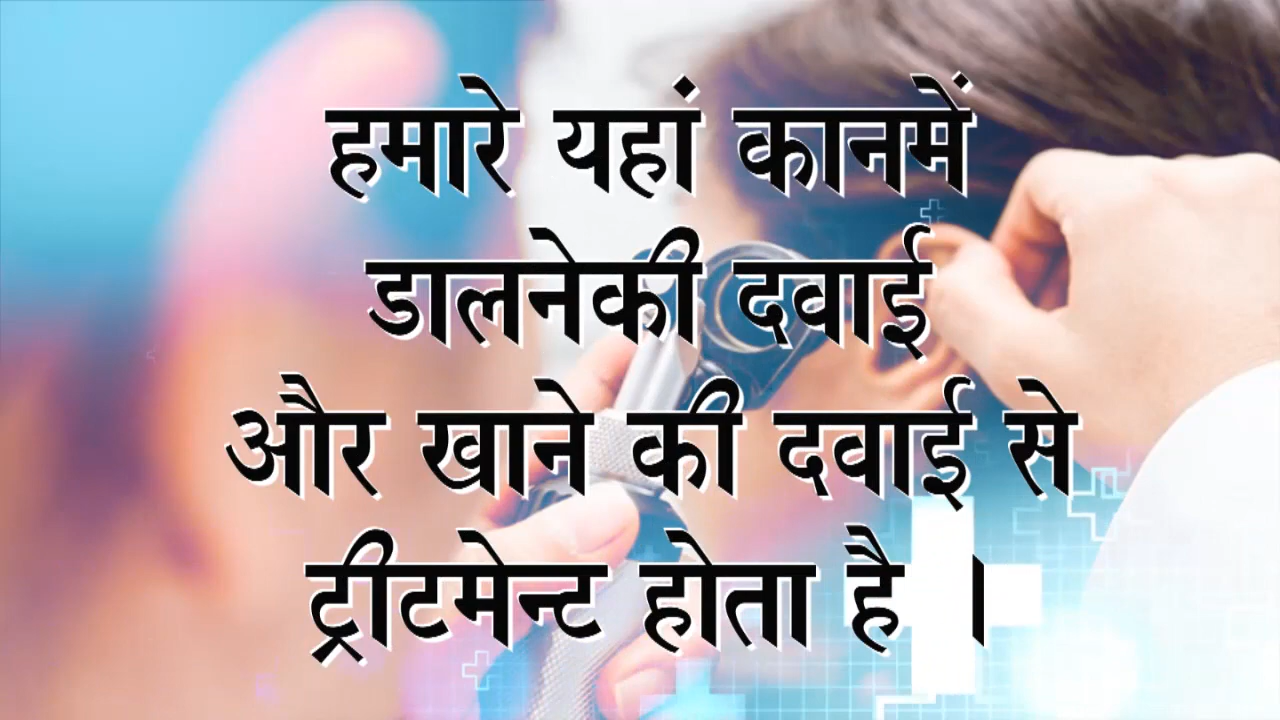 हमारे यहां कानमें
डालनेकी दवाई
और खाने की दवाई से
ट्रीटमेन्ट होता है ।